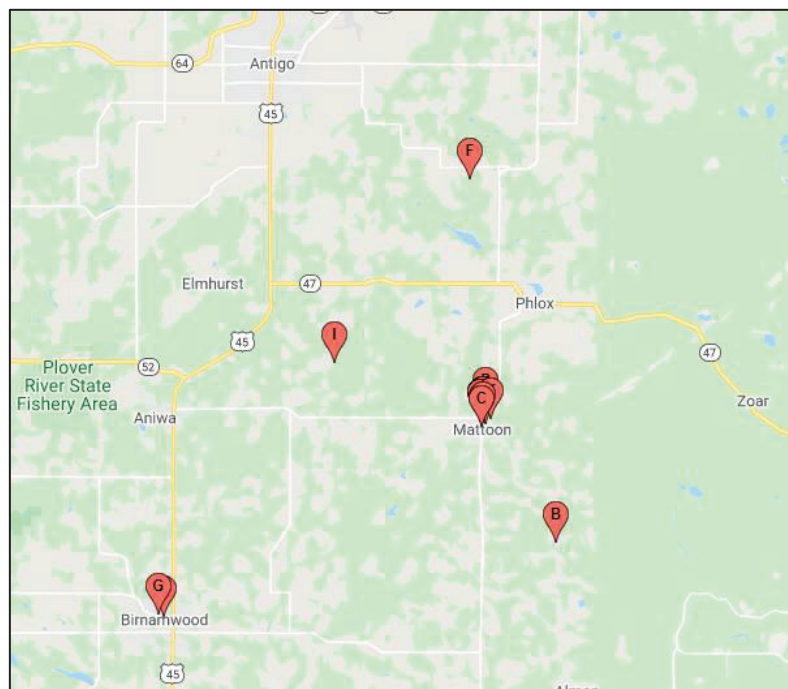 64
Antigo
45
F
Elmhurst
47
Phlox
I
45
47
52
Plover
River State
Fishery Area
Zoar
Aniwa
C
Mattoon
B
G
Birnamwood
45